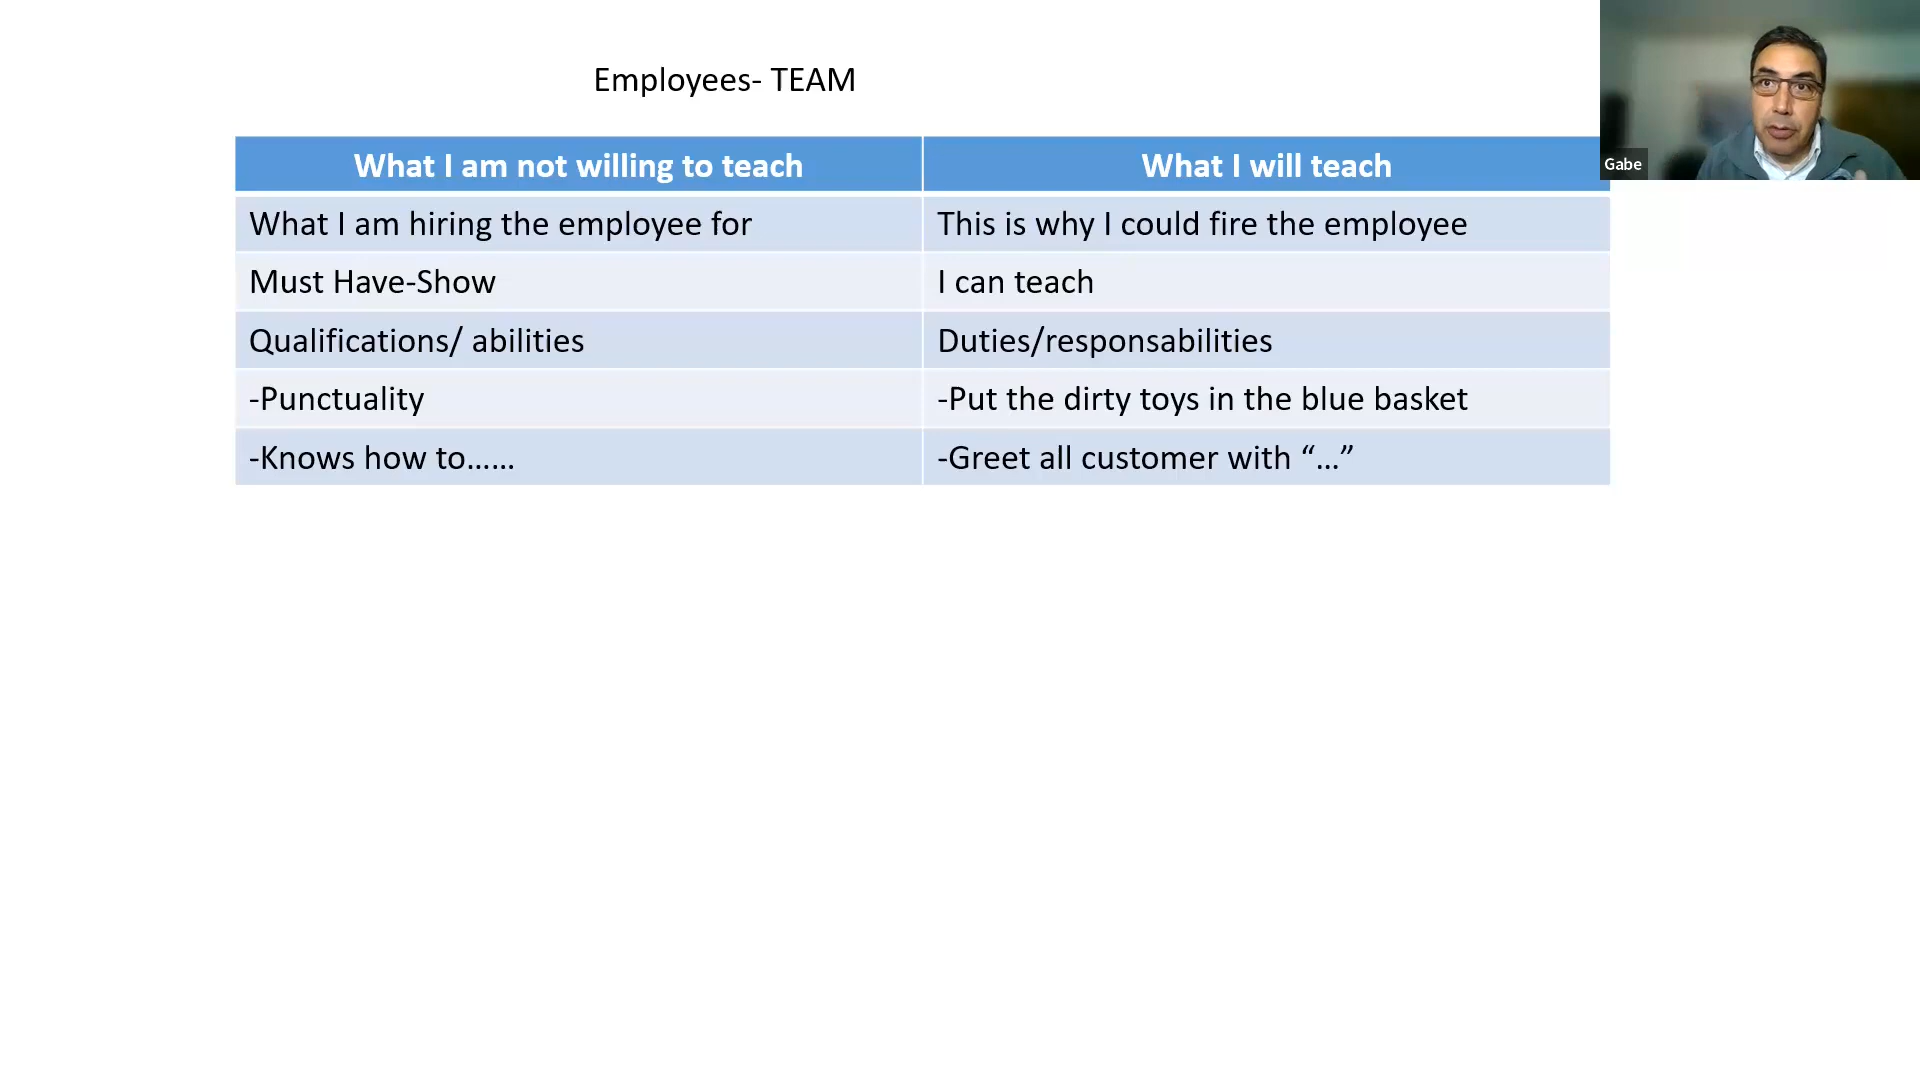 Employees- TEAM
Gabe
What I am not willing to teach
What I will teach
What I am hiring the employee for
This is why I could fire the employee
Must Have-Show
I can teach
Qualifications/ abilities
Duties/responsabilities
-Punctuality
-Put the dirty toys in the blue basket
-Knows how to……
-Greet all customer with “…”